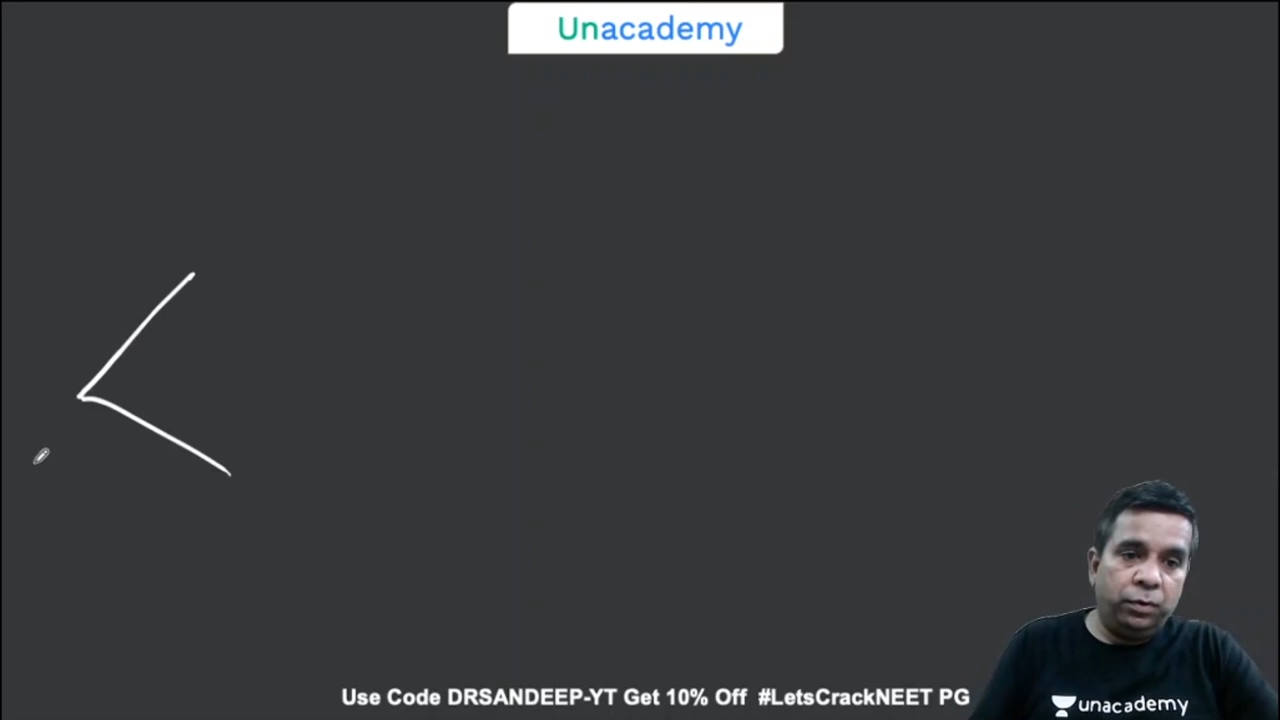 Unacademy
Use Code DRSANDEEP-YT Get 10% Off #LetsCrackNEET PG
unacademy